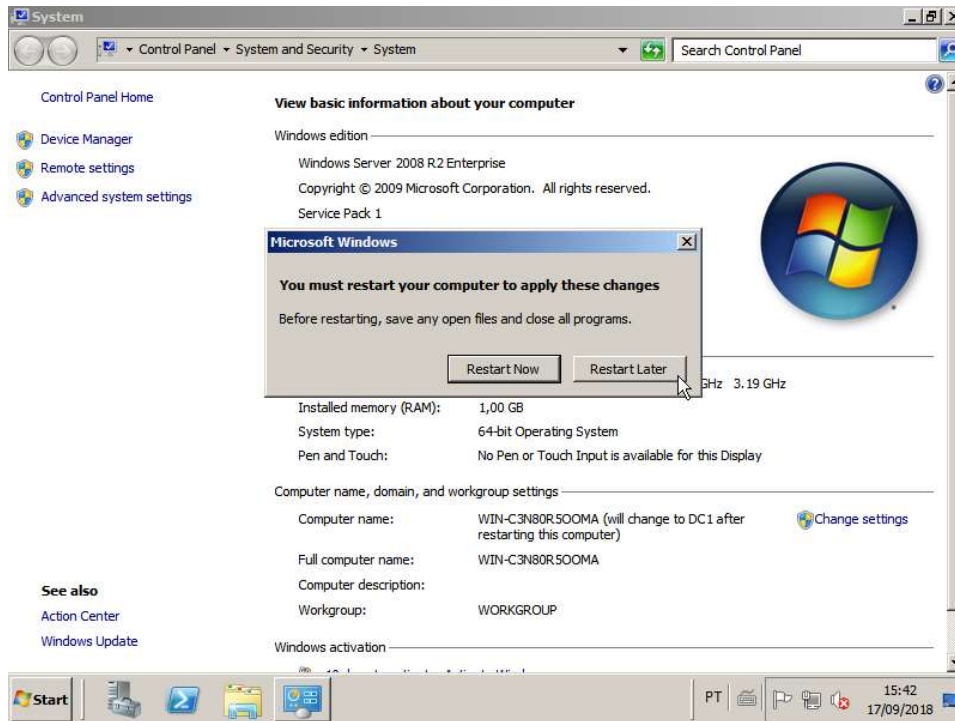 System
Control Panel System and Security System
Search Control Panel
Control Panel Home
Device Manager
Remote settings
Advanced system settings
View basic information about your computer
Windows edition
Windows Server 2008 R2 Enterprise
Copyright © 2009 Microsoft Corporation. All rights reserved.
Service Pack 1
Microsoft Windows
You must restart your computer to apply these changes
Before restarting, save any open files and close all programs.
Restart Now Restart Later
GHz 3.19 GHz
Installed memory (RAM): 1,00 GB
System type: 64-bit Operating System
Pen and Touch: No Pen or Touch Input is available for this Display
Computer name, domain, and workgroup settings
Computer name: WIN-C3N80R5OOMA (will change to DC1 after
restarting this computer)
Change settings
Full computer name: WIN-C3N80R5OOMA
Computer description:
Workgroup: WORKGROUP
Windows activation
See also
Action Center
Windows Update
Start
PT
15:42
17/09/2018